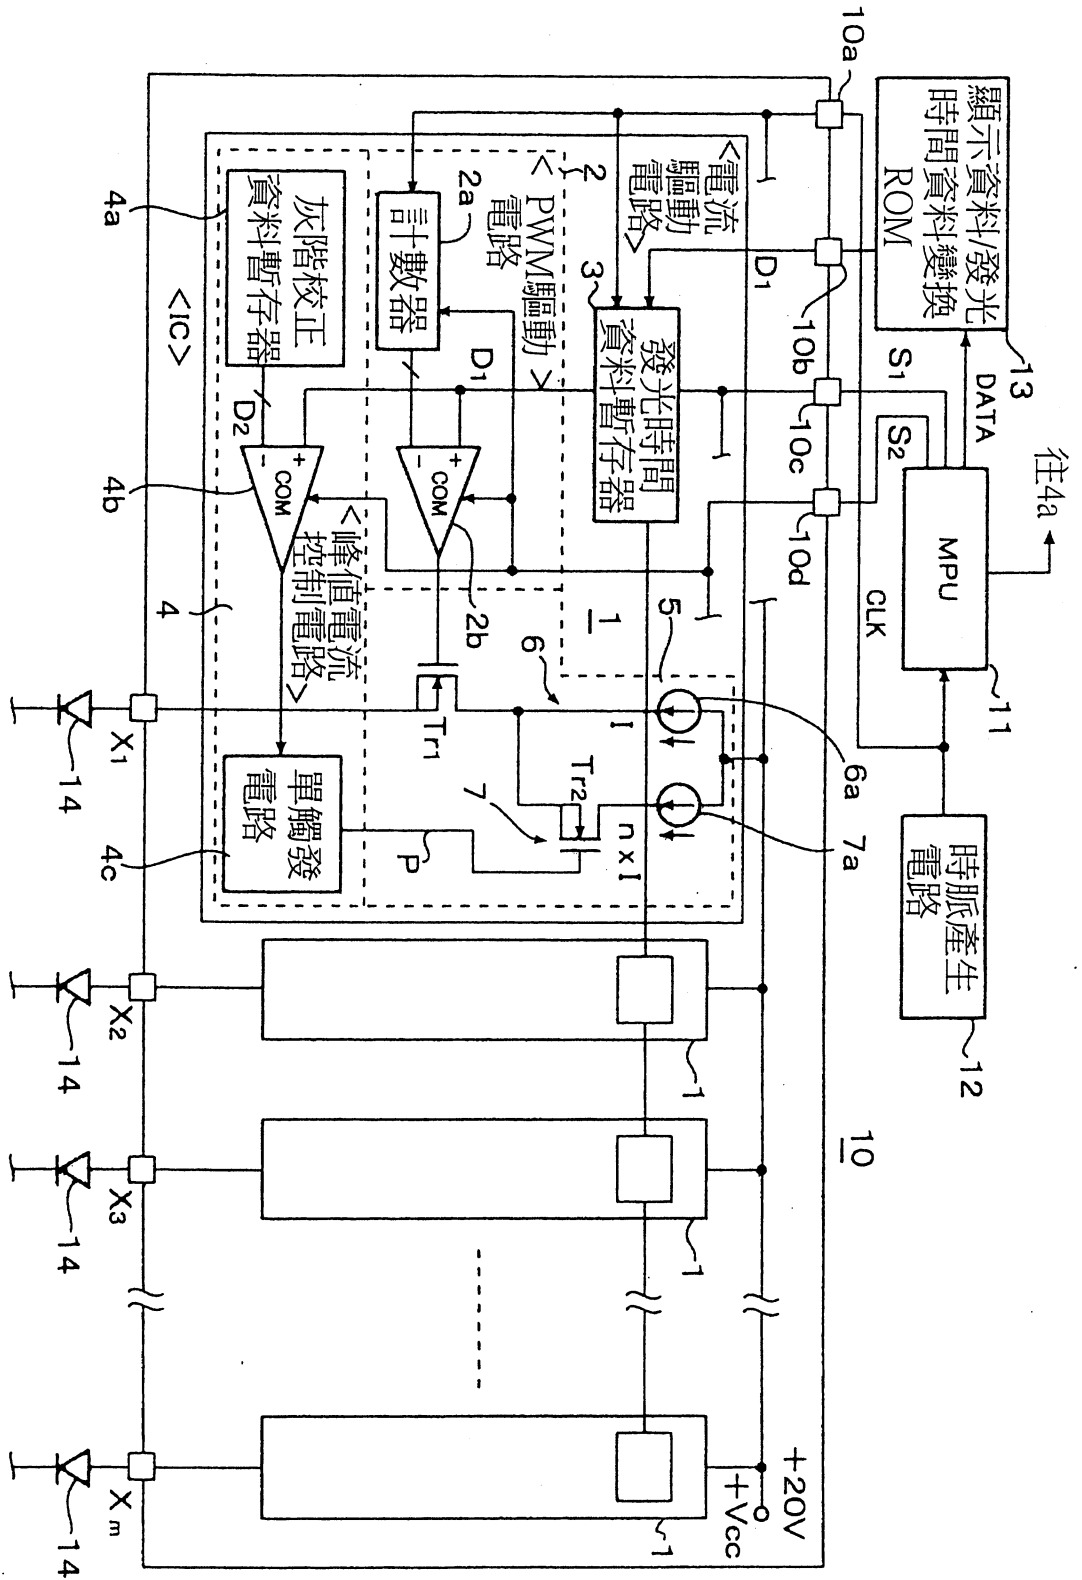 往4a
顯示資料/發光
時間資料變換
ROM
13
DATA
MPU
11
時脈產生
電路
12
S1
S2
CLK
10a
10b
10c
10d
10
6a
7a
+20V
+Vcc
D1
<電流
驅動
電路>
3
發光時間
資料暫存器
5
1
I
n x I
2
<PWM驅動>
電路
6
Tr2
7
2a
計數器
D1
+
-
COM
2b
Tr1
P
4a
灰階校正
資料暫存器
D2
+
-
COM
4b
<峰值電流
控制電路>
4
單觸發
電路
4c
<IC>
1
1
1
X1
X2
X3
Xm
14
14
14
14